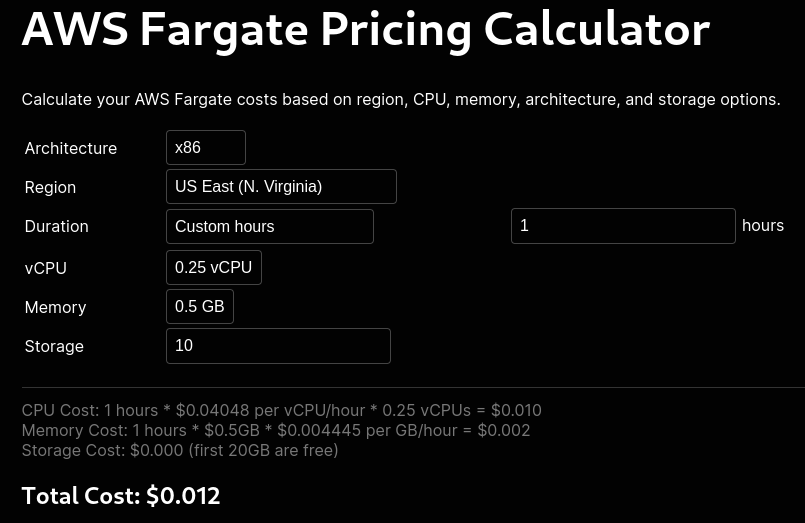 AWS Fargate Pricing Calculator
Calculate your AWS Fargate costs based on region, CPU, memory, architecture, and storage options.
Architecture x86
Region US East (N. Virginia)
Duration Custom hours 1 hours
vCPU 0.25 vCPU
Memory 0.5 GB
Storage 10
CPU Cost: 1 hours * $0.04048 per vCPU/hour * 0.25 vCPUs = $0.010
Memory Cost: 1 hours * $0.5GB * $0.004445 per GB/hour = $0.002
Storage Cost: $0.000 (first 20GB are free)
Total Cost: $0.012